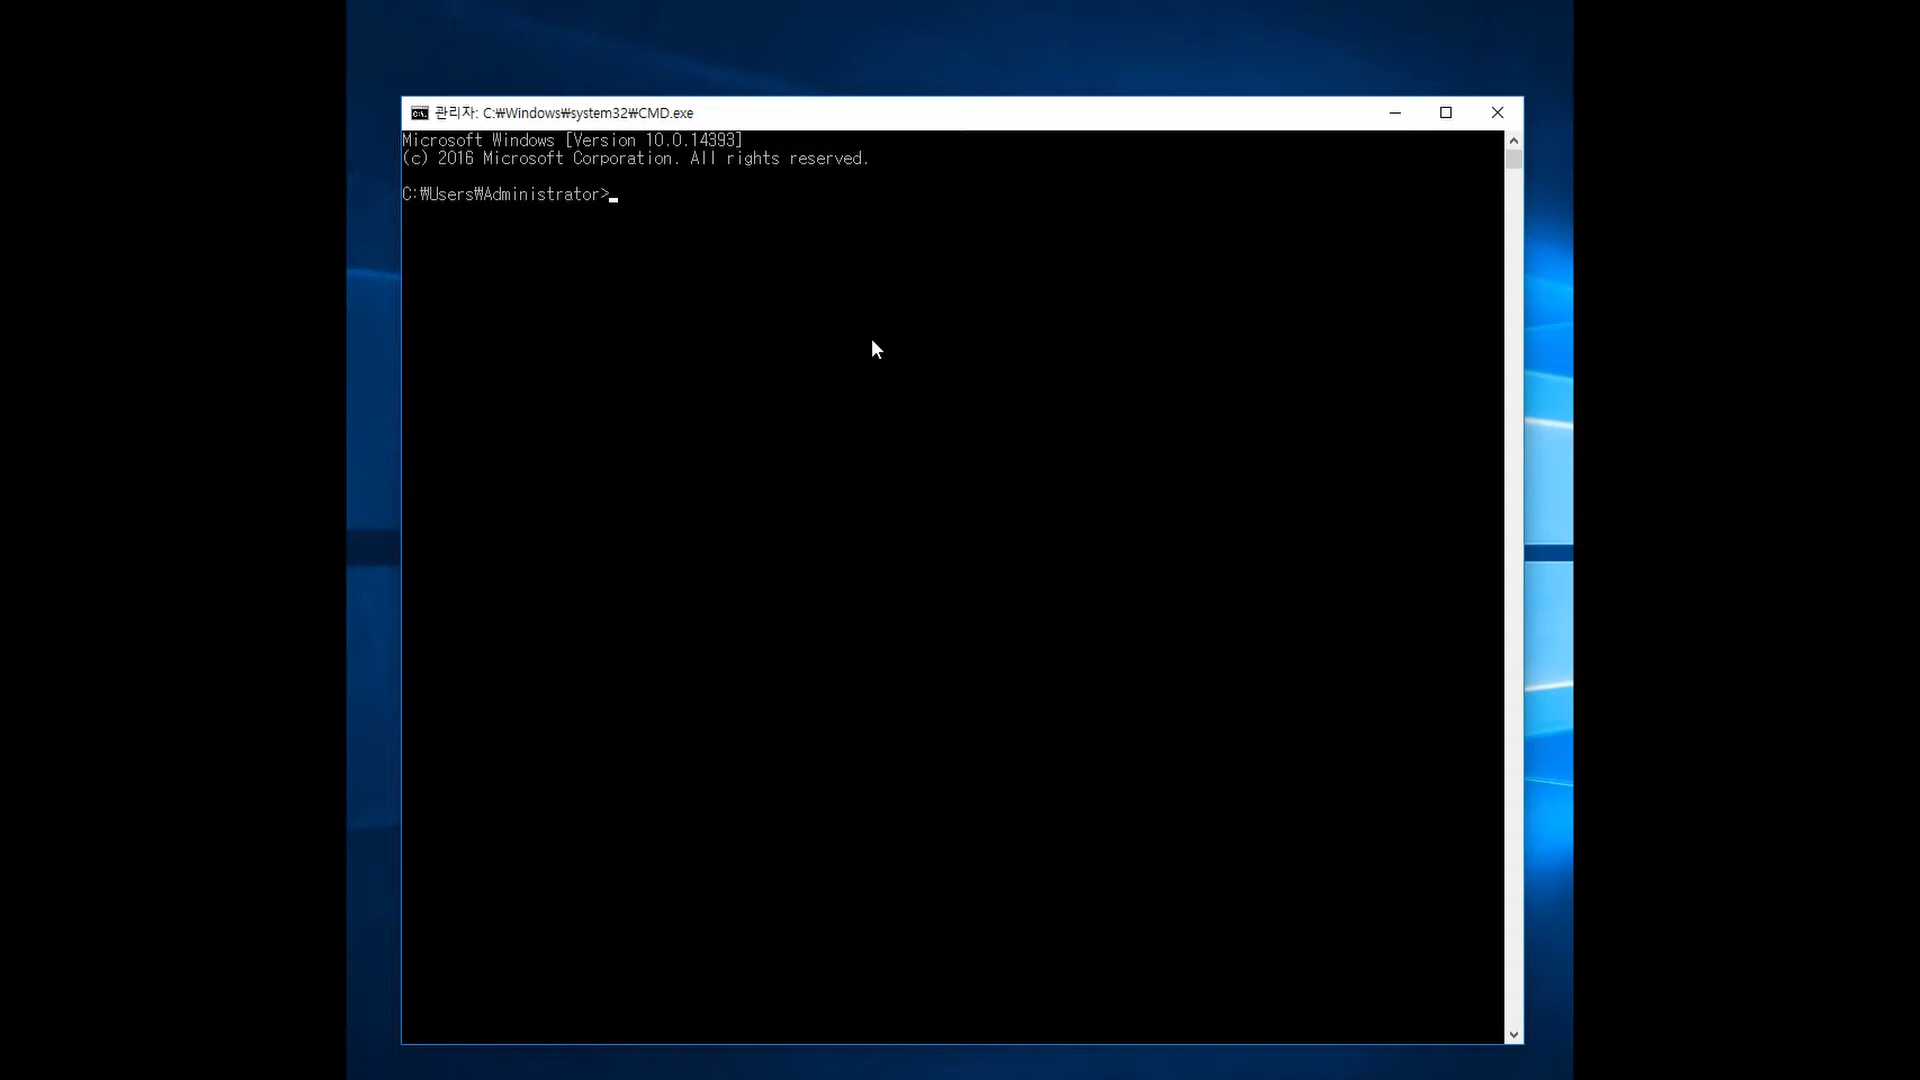 관리자: C:₩Windows₩system32₩CMD.exe
Microsoft Windows [Version 10.0.14393]
(c) 2016 Microsoft Corporation. All rights reserved.
C:₩Users₩Administrator>